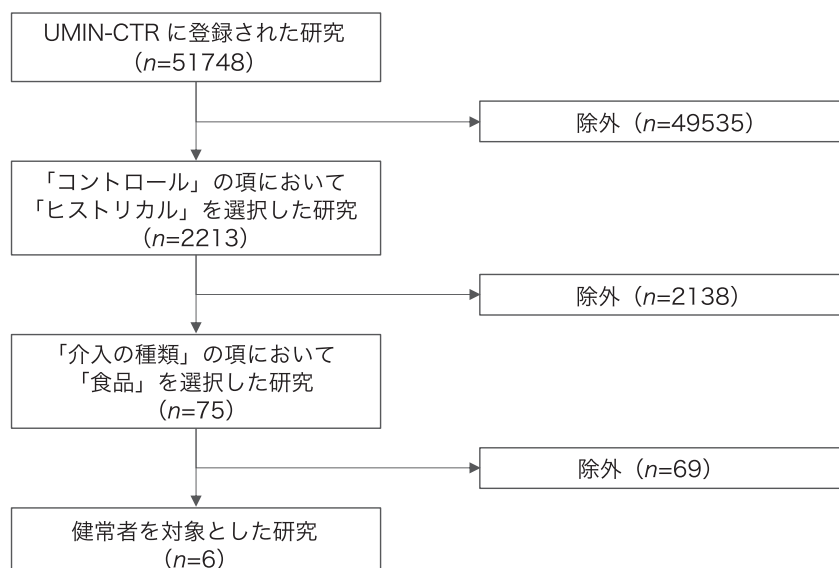 UMIN-CTR に登録された研究
（n=51748）
除外（n=49535）
「コントロール」の項において
「ヒストリカル」を選択した研究
（n=2213）
除外（n=2138）
「介入の種類」の項において
「食品」を選択した研究
（n=75）
除外（n=69）
健常者を対象とした研究
（n=6）